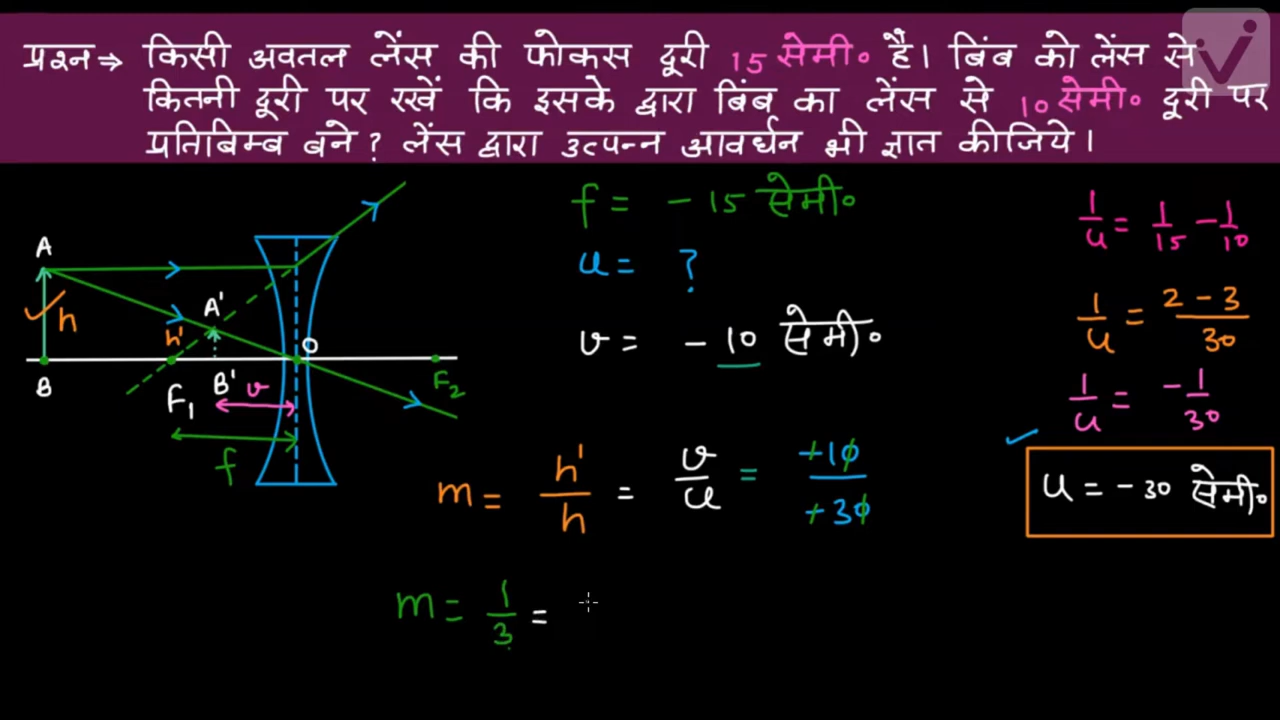 प्रश्न ⇒ किसी अवतल लेंस की फोकस दूरी 15 सेमी० है। बिंब को लेंस से
कितनी दूरी पर रखें कि इसके द्वारा बिंब का लेंस से 10 सेमी० दूरी पर
प्रतिबिम्ब बने? लेंस द्वारा उत्पन्न आवर्धन भी ज्ञात कीजिये।
A
h
B
A'
h'
B'
v
F₁
f
O
F₂
f = - 15 सेमी०
u = ?
v = - 10 सेमी०
m = h'/h = v/u = +10/+30
m = 1/3 =
1/u = 1/15 - 1/10
1/u = 2 - 3/30
1/u = - 1/30
u = - 30 सेमी०